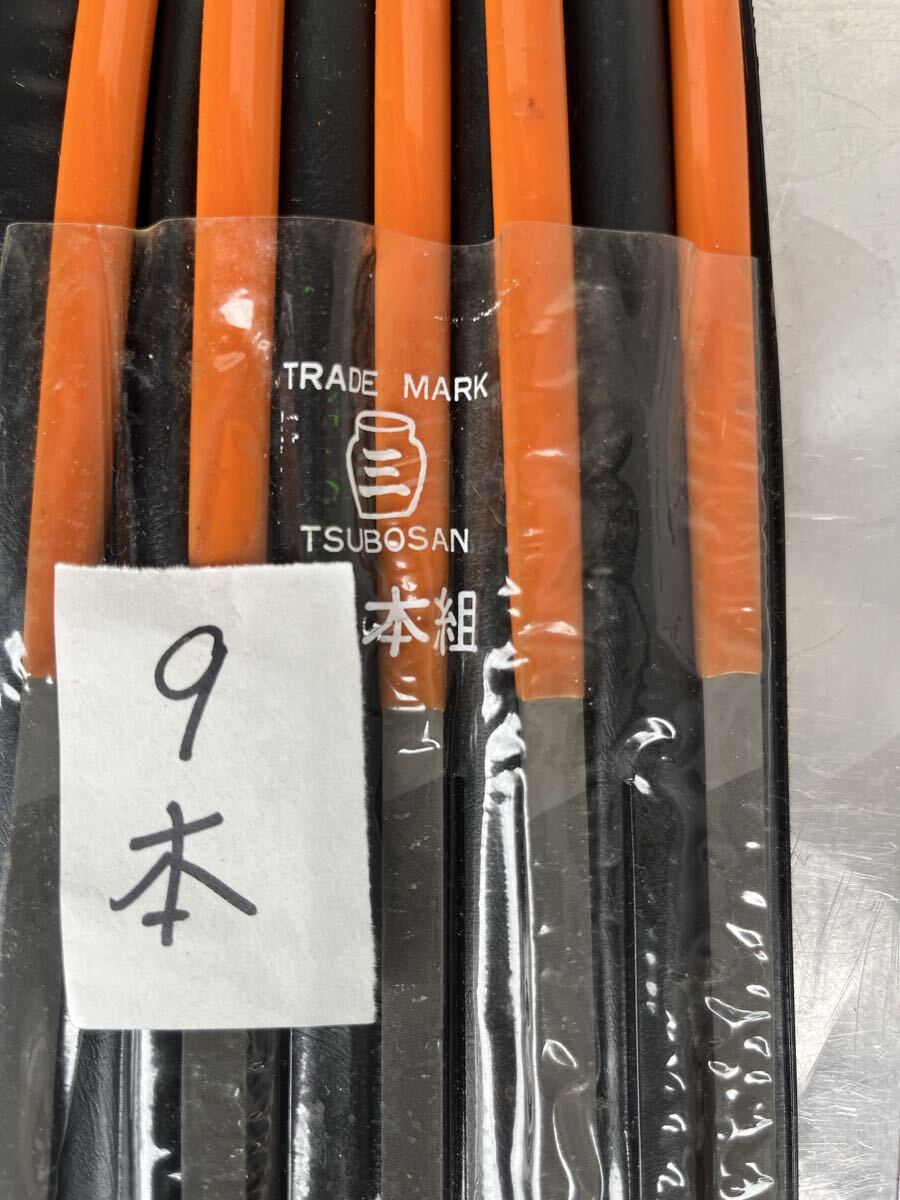 TRADE MARK
三
TSUBOSAN
本組
9
本